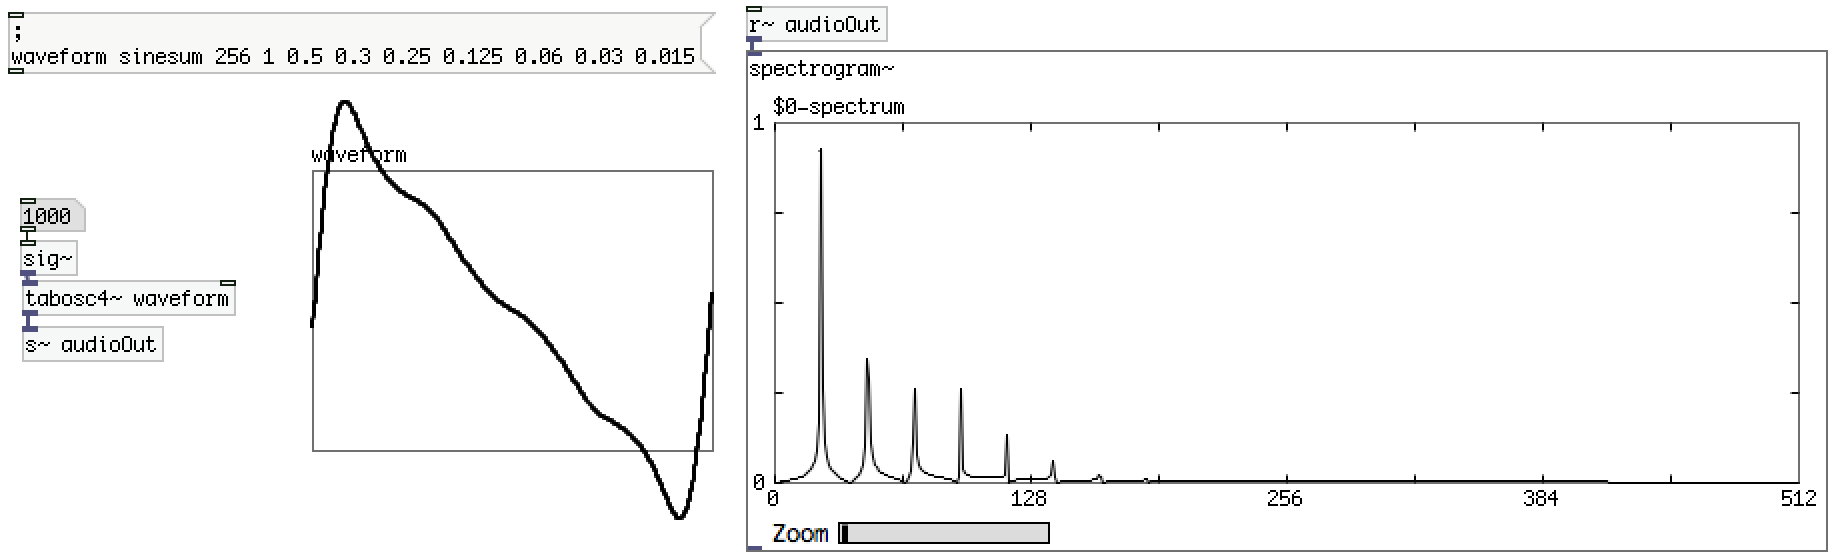 ;
waveform sinesum 256 1 0.5 0.3 0.25 0.125 0.06 0.03 0.015
waveform
1000
sig~
tabosc4~ waveform
s~ audioOut
r~ audioOut
spectrogram~
$0-spectrum
1
0
0 128 256 384 512
Zoom